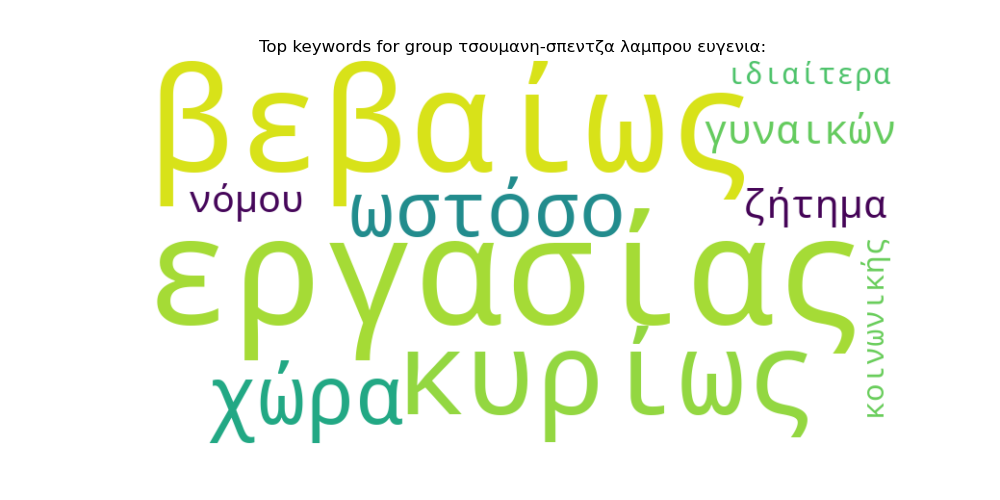 Top keywords for group τσουμανη-σπεντζα λαμπρου ευγενια:
βεβαίως
ιδιαίτερα
γυναικών
νόμου
ωστόσο
ζήτημα
εργασίας
κοινωνικής
χώρα
κυρίως